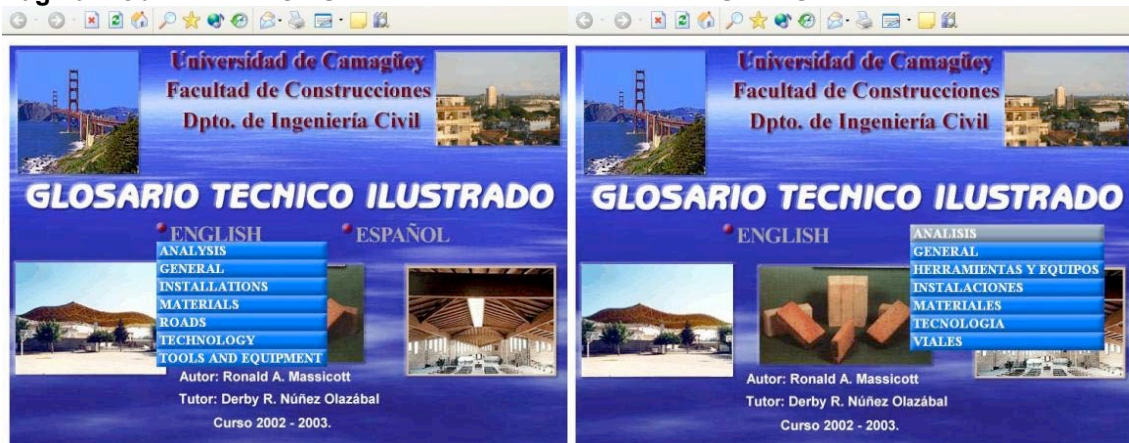 Universidad de Camagüey
Facultad de Construcciones
Dpto. de Ingeniería Civil
GLOSARIO TECNICO ILUSTRADO
ENGLISH
ESPAÑOL
ANALYSIS
GENERAL
INSTALLATIONS
MATERIALS
ROADS
TECHNOLOGY
TOOLS AND EQUIPMENT
Autor: Ronald A. Massicott
Tutor: Derby R. Núñez Olazábal
Curso 2002 - 2003.
Universidad de Camagüey
Facultad de Construcciones
Dpto. de Ingeniería Civil
GLOSARIO TECNICO ILUSTRADO
ENGLISH
ANALISIS
GENERAL
HERRAMIENTAS Y EQUIPOS
INSTALACIONES
MATERIALES
TECNOLOGIA
VIALES
Autor: Ronald A. Massicott
Tutor: Derby R. Núñez Olazábal
Curso 2002 - 2003.